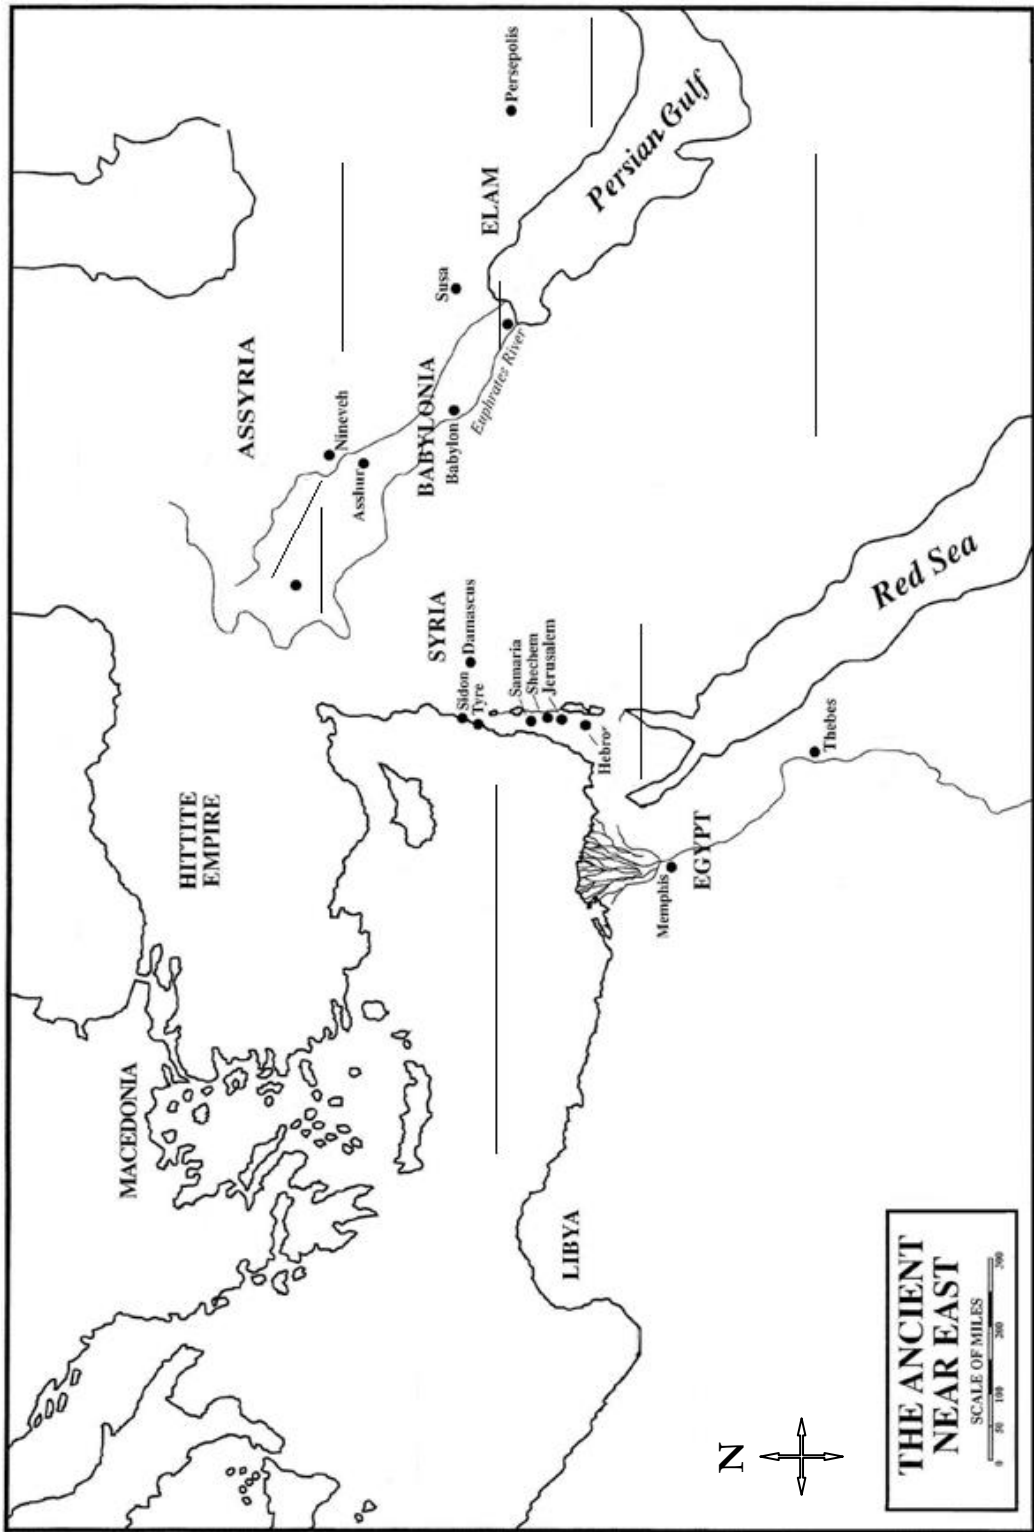 MACEDONIA
HITTITE
EMPIRE
ASSYRIA
Nineveh
Asshur
BABYLONIA
SYRIA
Susa
Babylon
Sidon
Damascus
Tyre
ELAM
Euphrates River
Persepolis
Samaria
Shechem
Jerusalem
LIBYA
Hebro
Persian Gulf
Memphis
EGYPT
N
Thebes
Red Sea
THE ANCIENT
NEAR EAST
SCALE OF MILES
0 50 100 200 300